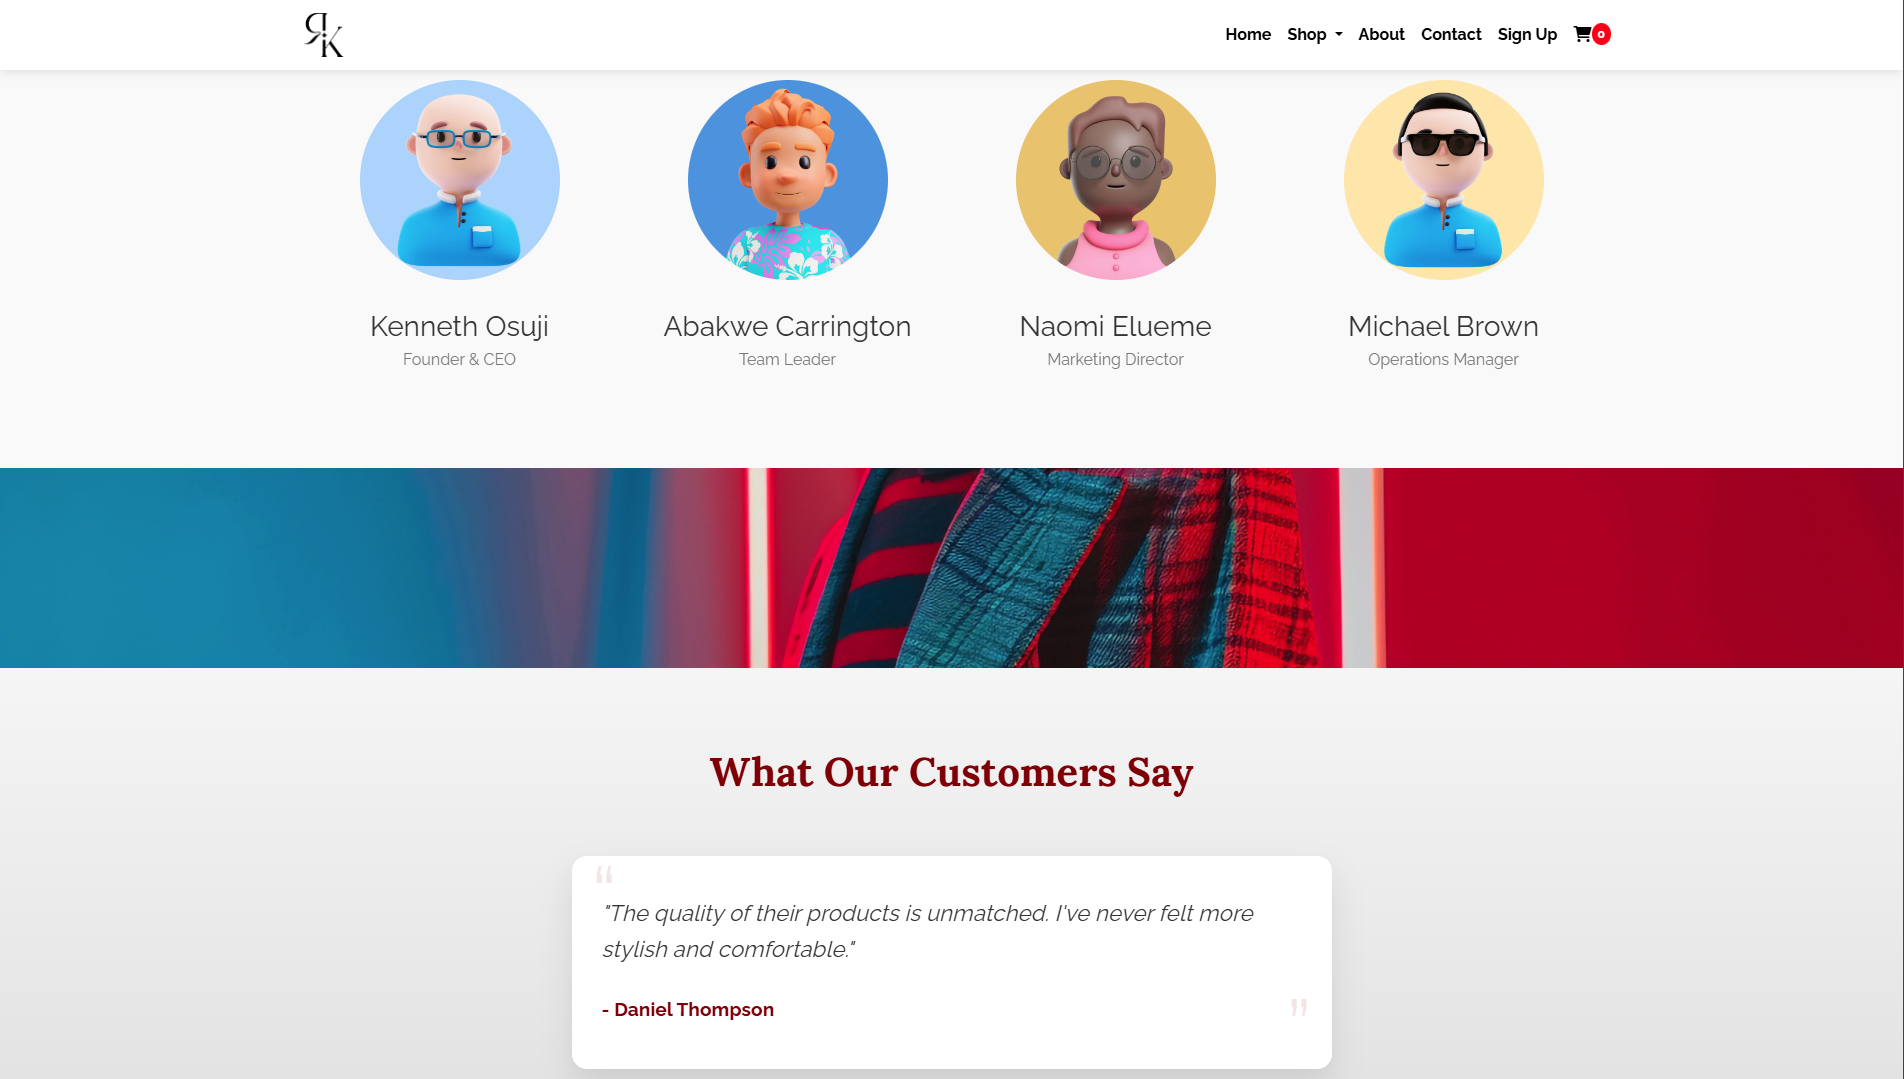 RK
Home Shop About Contact Sign Up 0
Kenneth Osuji Abakwe Carrington Naomi Elueme Michael Brown
Founder & CEO Team Leader Marketing Director Operations Manager
What Our Customers Say
“
"The quality of their products is unmatched. I've never felt more
stylish and comfortable."
- Daniel Thompson
”